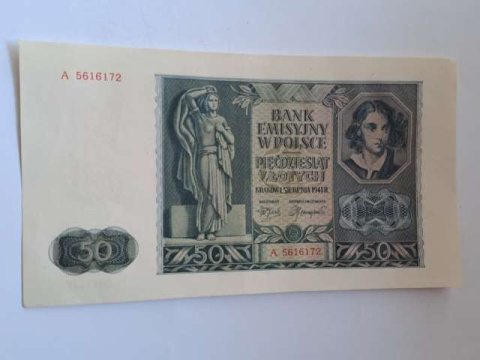 A 5616172
BANK
EMISYJNY
W POLSCE
PIĘĆDZIESIĄT
ZŁOTYCH
KRAKÓW 1. SIERPNIA 1941 R.
A 5616172
50
50
50